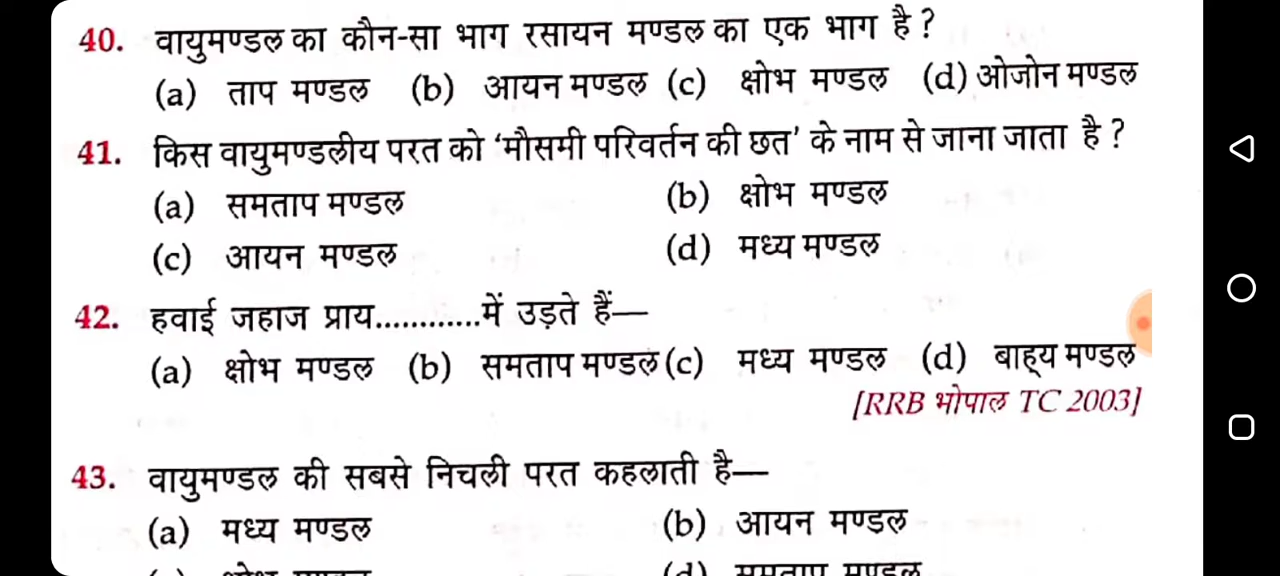 40. वायुमण्डल का कौन-सा भाग रसायन मण्डल का एक भाग है ?
(a) ताप मण्डल (b) आयन मण्डल (c) क्षोभ मण्डल (d) ओजोन मण्डल
41. किस वायुमण्डलीय परत को ‘मौसमी परिवर्तन की छत’ के नाम से जाना जाता है ?
(a) समताप मण्डल (b) क्षोभ मण्डल
(c) आयन मण्डल (d) मध्य मण्डल
42. हवाई जहाज प्राय............में उड़ते हैं—
(a) क्षोभ मण्डल (b) समताप मण्डल (c) मध्य मण्डल (d) बाह्य मण्डल
[RRB भोपाल TC 2003]
43. वायुमण्डल की सबसे निचली परत कहलाती है—
(a) मध्य मण्डल (b) आयन मण्डल
(d) समताप मण्डल